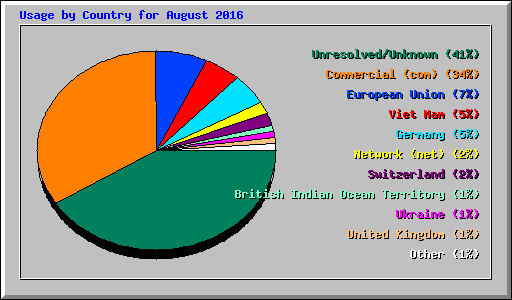 Usage by Country for August 2016
Unresolved/Unknown (41%)
Commercial (com) (34%)
European Union (7%)
Viet Nam (5%)
Germany (5%)
Network (net) (2%)
Switzerland (2%)
British Indian Ocean Territory (1%)
Ukraine (1%)
United Kingdom (1%)
Other (1%)